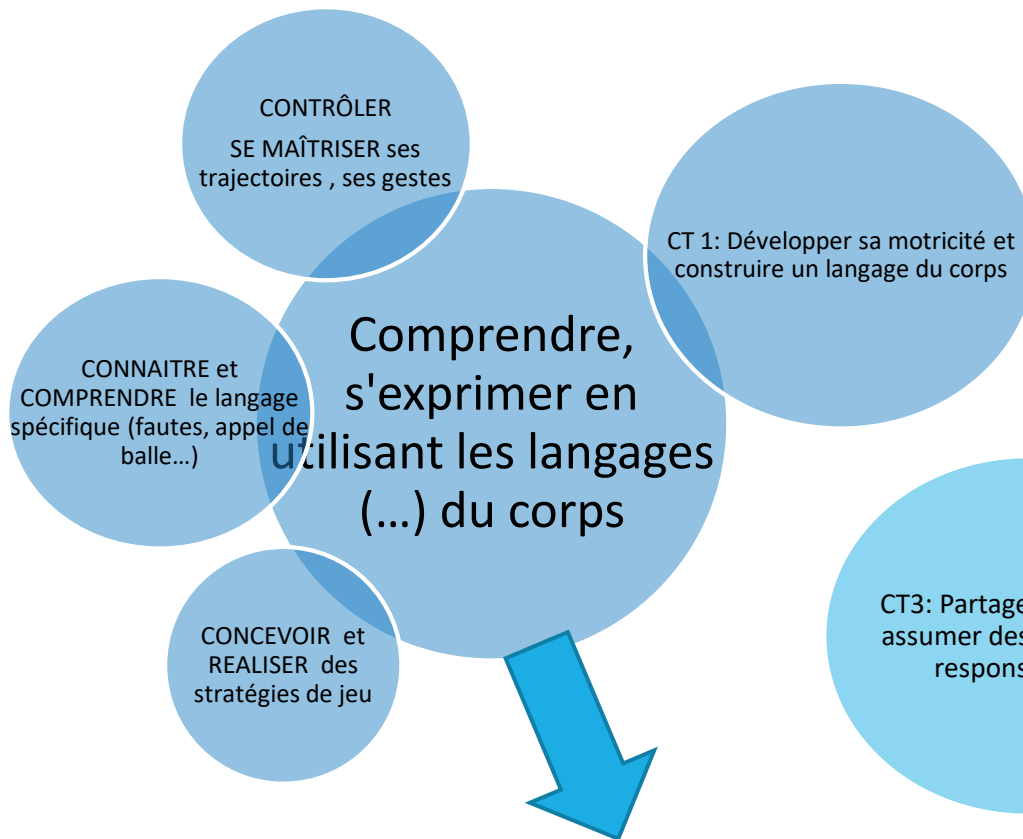 CONTRÔLER
SE MAÎTRISER ses
trajectoires , ses gestes
CT 1: Développer sa motricité et
construire un langage du corps
Comprendre,
s'exprimer en
utilisant les langages
(...) du corps
CONNAITRE et
COMPRENDRE le langage
spécifique (fautes, appel de
balle...)
CONCEVOIR et
REALISER des
stratégies de jeu
CT3: Partage
assumer des
respons